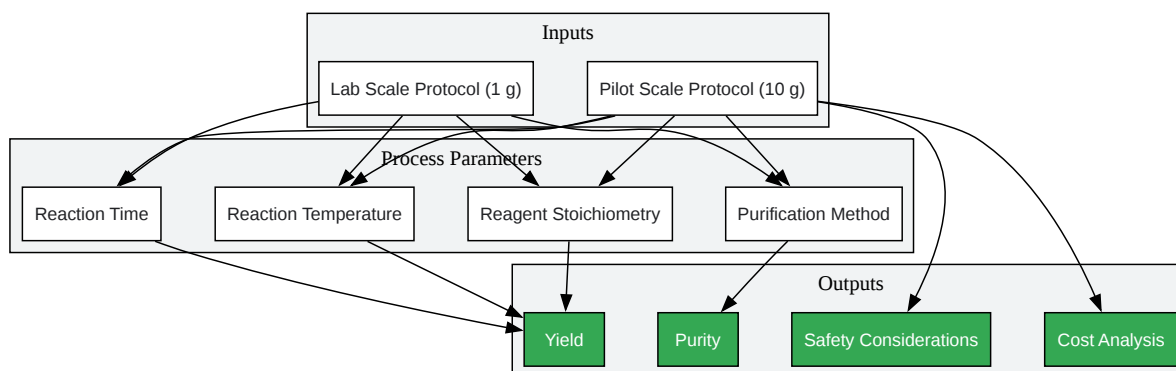 Inputs
Lab Scale Protocol (1 g)
Pilot Scale Protocol (10 g)
Process Parameters
Reaction Time
Reaction Temperature
Reagent Stoichiometry
Purification Method
Outputs
Yield
Purity
Safety Considerations
Cost Analysis